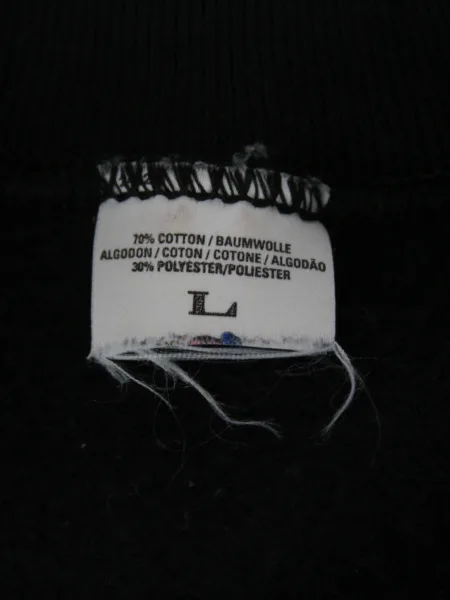 70% COTTON / BAUMWOLLE
ALGODON / COTON / COTONE / ALGODÃO
30% POLYESTER/POLIESTER
L